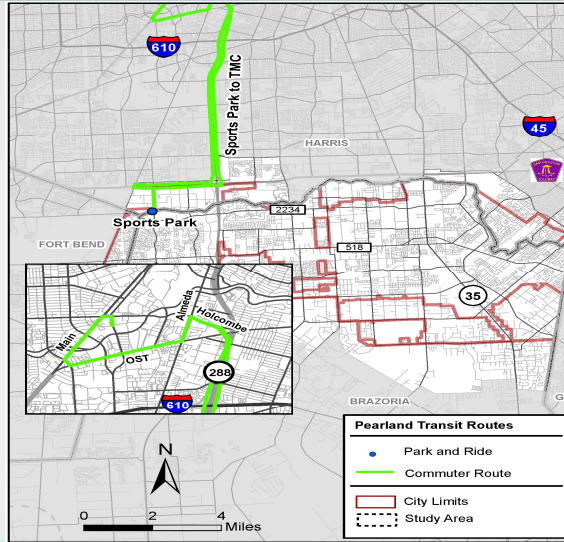 610
Sports Park to TMC
45
HARRIS
Sports Park
2234
FORT BEND
518
35
Main
Almeda
Holcombe
OST
288
610
BRAZORIA
G
N
0 2 4
Miles
Pearland Transit Routes
Park and Ride
Commuter Route
City Limits
Study Area